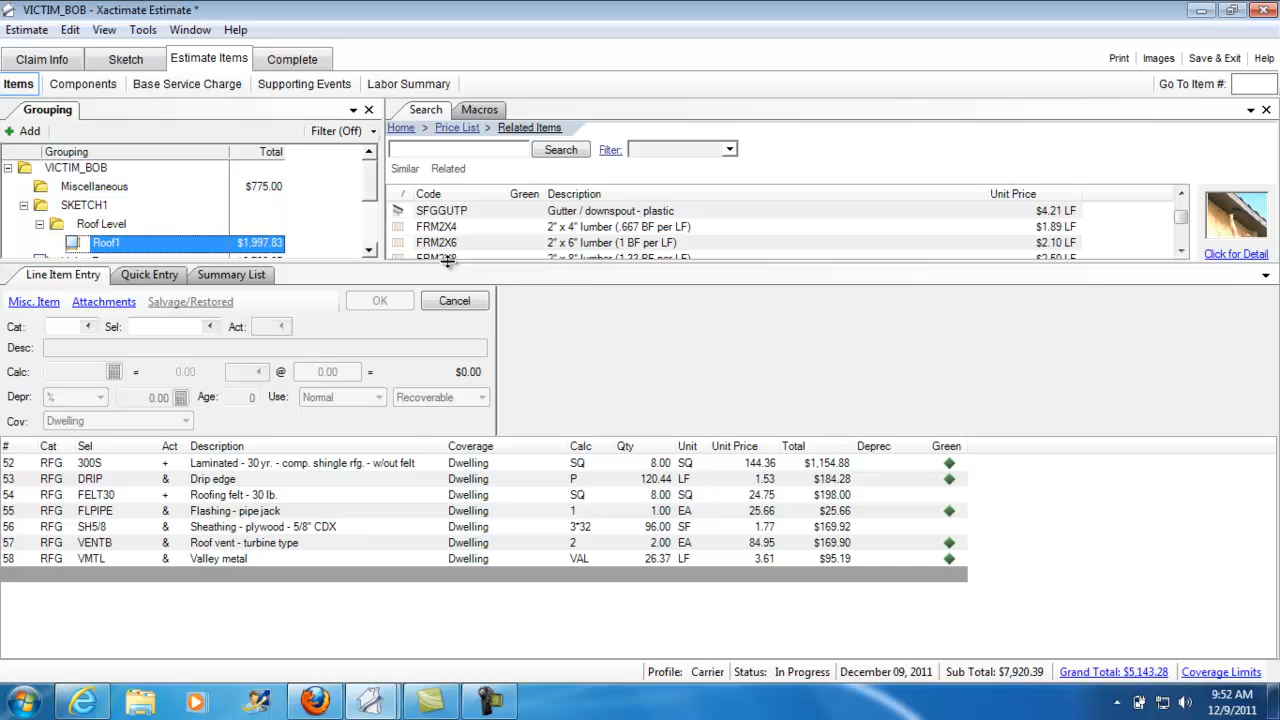 VICTIM_BOB - Xactimate Estimate *
Estimate Edit View Tools Window Help
Claim Info Sketch Estimate Items Complete Print Images Save & Exit Help
Items Components Base Service Charge Supporting Events Labor Summary Go To Item #:
Grouping Search Macros
Add Filter (Off) Home > Price List > Related Items
Grouping Total Search Filter:
VICTIM_BOB Similar Related
Miscellaneous $775.00 / Code Green Description Unit Price
SKETCH1 SFGGUTP Gutter / downspout - plastic $4.21 LF
Roof Level FRM2X4 2" x 4" lumber (.667 BF per LF) $1.89 LF
Roof1 $1,997.83 FRM2X6 2" x 6" lumber (1 BF per LF) $2.10 LF
FRM2X8 2" x 8" lumber (1.33 BF per LF) $2.50 LF Click for Detail
Line Item Entry Quick Entry Summary List
Misc. Item Attachments Salvage/Restored OK Cancel
Cat: Sel: Act:
Desc:
Calc: = 0.00 @ 0.00 = $0.00
Depr: % 0.00 Age: 0 Use: Normal Recoverable
Cov: Dwelling
# Cat Sel Act Description Coverage Calc Qty Unit Unit Price Total Deprec Green
52 RFG 300S + Laminated - 30 yr. - comp. shingle rfg. - w/out felt Dwelling SQ 8.00 SQ 144.36 $1,154.88
53 RFG DRIP & Drip edge Dwelling P 120.44 LF 1.53 $184.28
54 RFG FELT30 + Roofing felt - 30 lb. Dwelling SQ 8.00 SQ 24.75 $198.00
55 RFG FLPIPE & Flashing - pipe jack Dwelling 1 1.00 EA 25.66 $25.66
56 RFG SH5/8 & Sheathing - plywood - 5/8" CDX Dwelling 3*32 96.00 SF 1.77 $169.92
57 RFG VENTB & Roof vent - turbine type Dwelling 2 2.00 EA 84.95 $169.90
58 RFG VMTL & Valley metal Dwelling VAL 26.37 LF 3.61 $95.19
Profile: Carrier Status: In Progress December 09, 2011 Sub Total: $7,920.39 Grand Total: $5,143.28 Coverage Limits
9:52 AM
12/9/2011